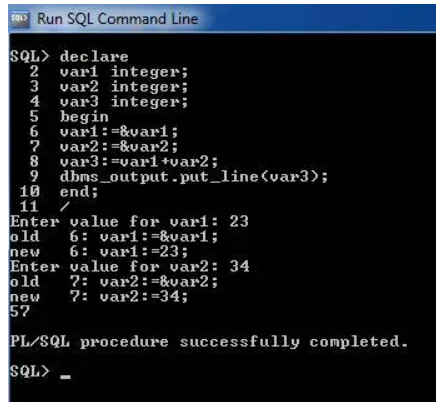 Run SQL Command Line
SQL> declare
2 var1 integer;
3 var2 integer;
4 var3 integer;
5 begin
6 var1:=&var1;
7 var2:=&var2;
8 var3:=var1+var2;
9 dbms_output.put_line(var3);
10 end;
11 /
Enter value for var1: 23
old 6: var1:=&var1;
new 6: var1:=23;
Enter value for var2: 34
old 7: var2:=&var2;
new 7: var2:=34;
57
PL/SQL procedure successfully completed.
SQL> _